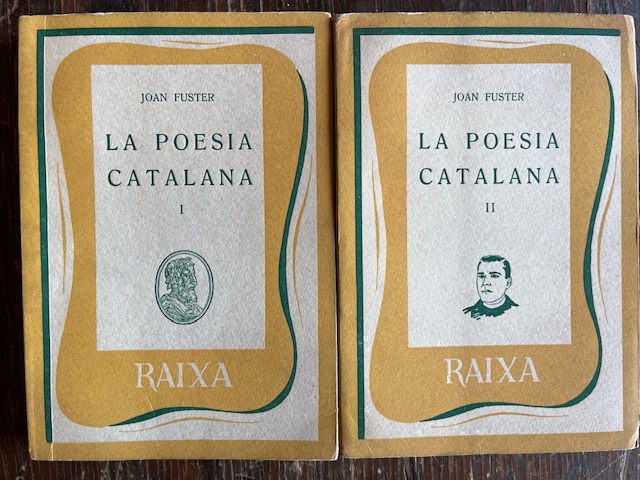 JOAN FUSTER
LA POESIA
CATALANA
I
RAIXA
JOAN FUSTER
LA POESIA
CATALANA
II
RAIXA